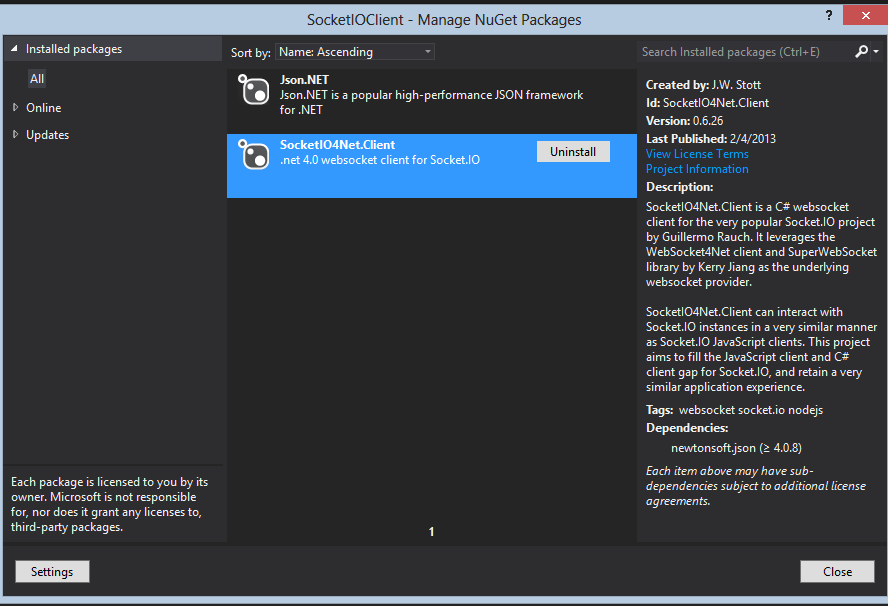 SocketIOClient - Manage NuGet Packages
?
Installed packages
All
Online
Updates
Each package is licensed to you by its
owner. Microsoft is not responsible
for, nor does it grant any licenses to,
third-party packages.
Settings
Sort by: Name: Ascending
Json.NET
Json.NET is a popular high-performance JSON framework
for .NET
SocketIO4Net.Client
.net 4.0 websocket client for Socket.IO
Uninstall
1
Search Installed packages (Ctrl+E)
Created by: J.W. Stott
Id: SocketIO4Net.Client
Version: 0.6.26
Last Published: 2/4/2013
View License Terms
Project Information
Description:
SocketIO4Net.Client is a C# websocket
client for the very popular Socket.IO project
by Guillermo Rauch. It leverages the
WebSocket4Net client and SuperWebSocket
library by Kerry Jiang as the underlying
websocket provider.
SocketIO4Net.Client can interact with
Socket.IO instances in a very similar manner
as Socket.IO JavaScript clients. This project
aims to fill the JavaScript client and C#
client gap for Socket.IO, and retain a very
similar application experience.
Tags: websocket socket.io nodejs
Dependencies:
newtonsoft.json (≥ 4.0.8)
Each item above may have sub-
dependencies subject to additional license
agreements.
Close